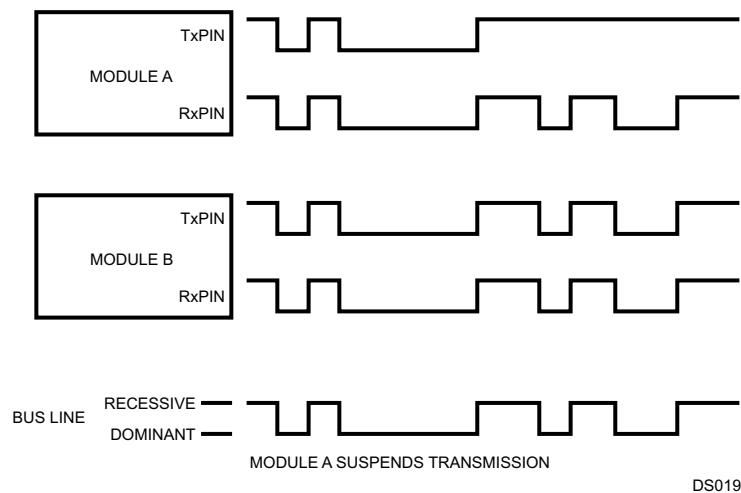 TxPIN
MODULE A
RxPIN
TxPIN
MODULE B
RxPIN
RECESSIVE
BUS LINE
DOMINANT
MODULE A SUSPENDS TRANSMISSION
DS019